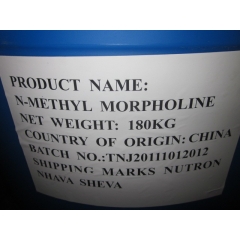 PRODUCT NAME:
N-METHYL MORPHOLINE
NET WEIGHT: 180KG
COUNTRY OF ORIGIN: CHINA
BATCH NO.:TNJ20111012012
SHIPPING MARKS NUTRON
NHAVA SHEVA